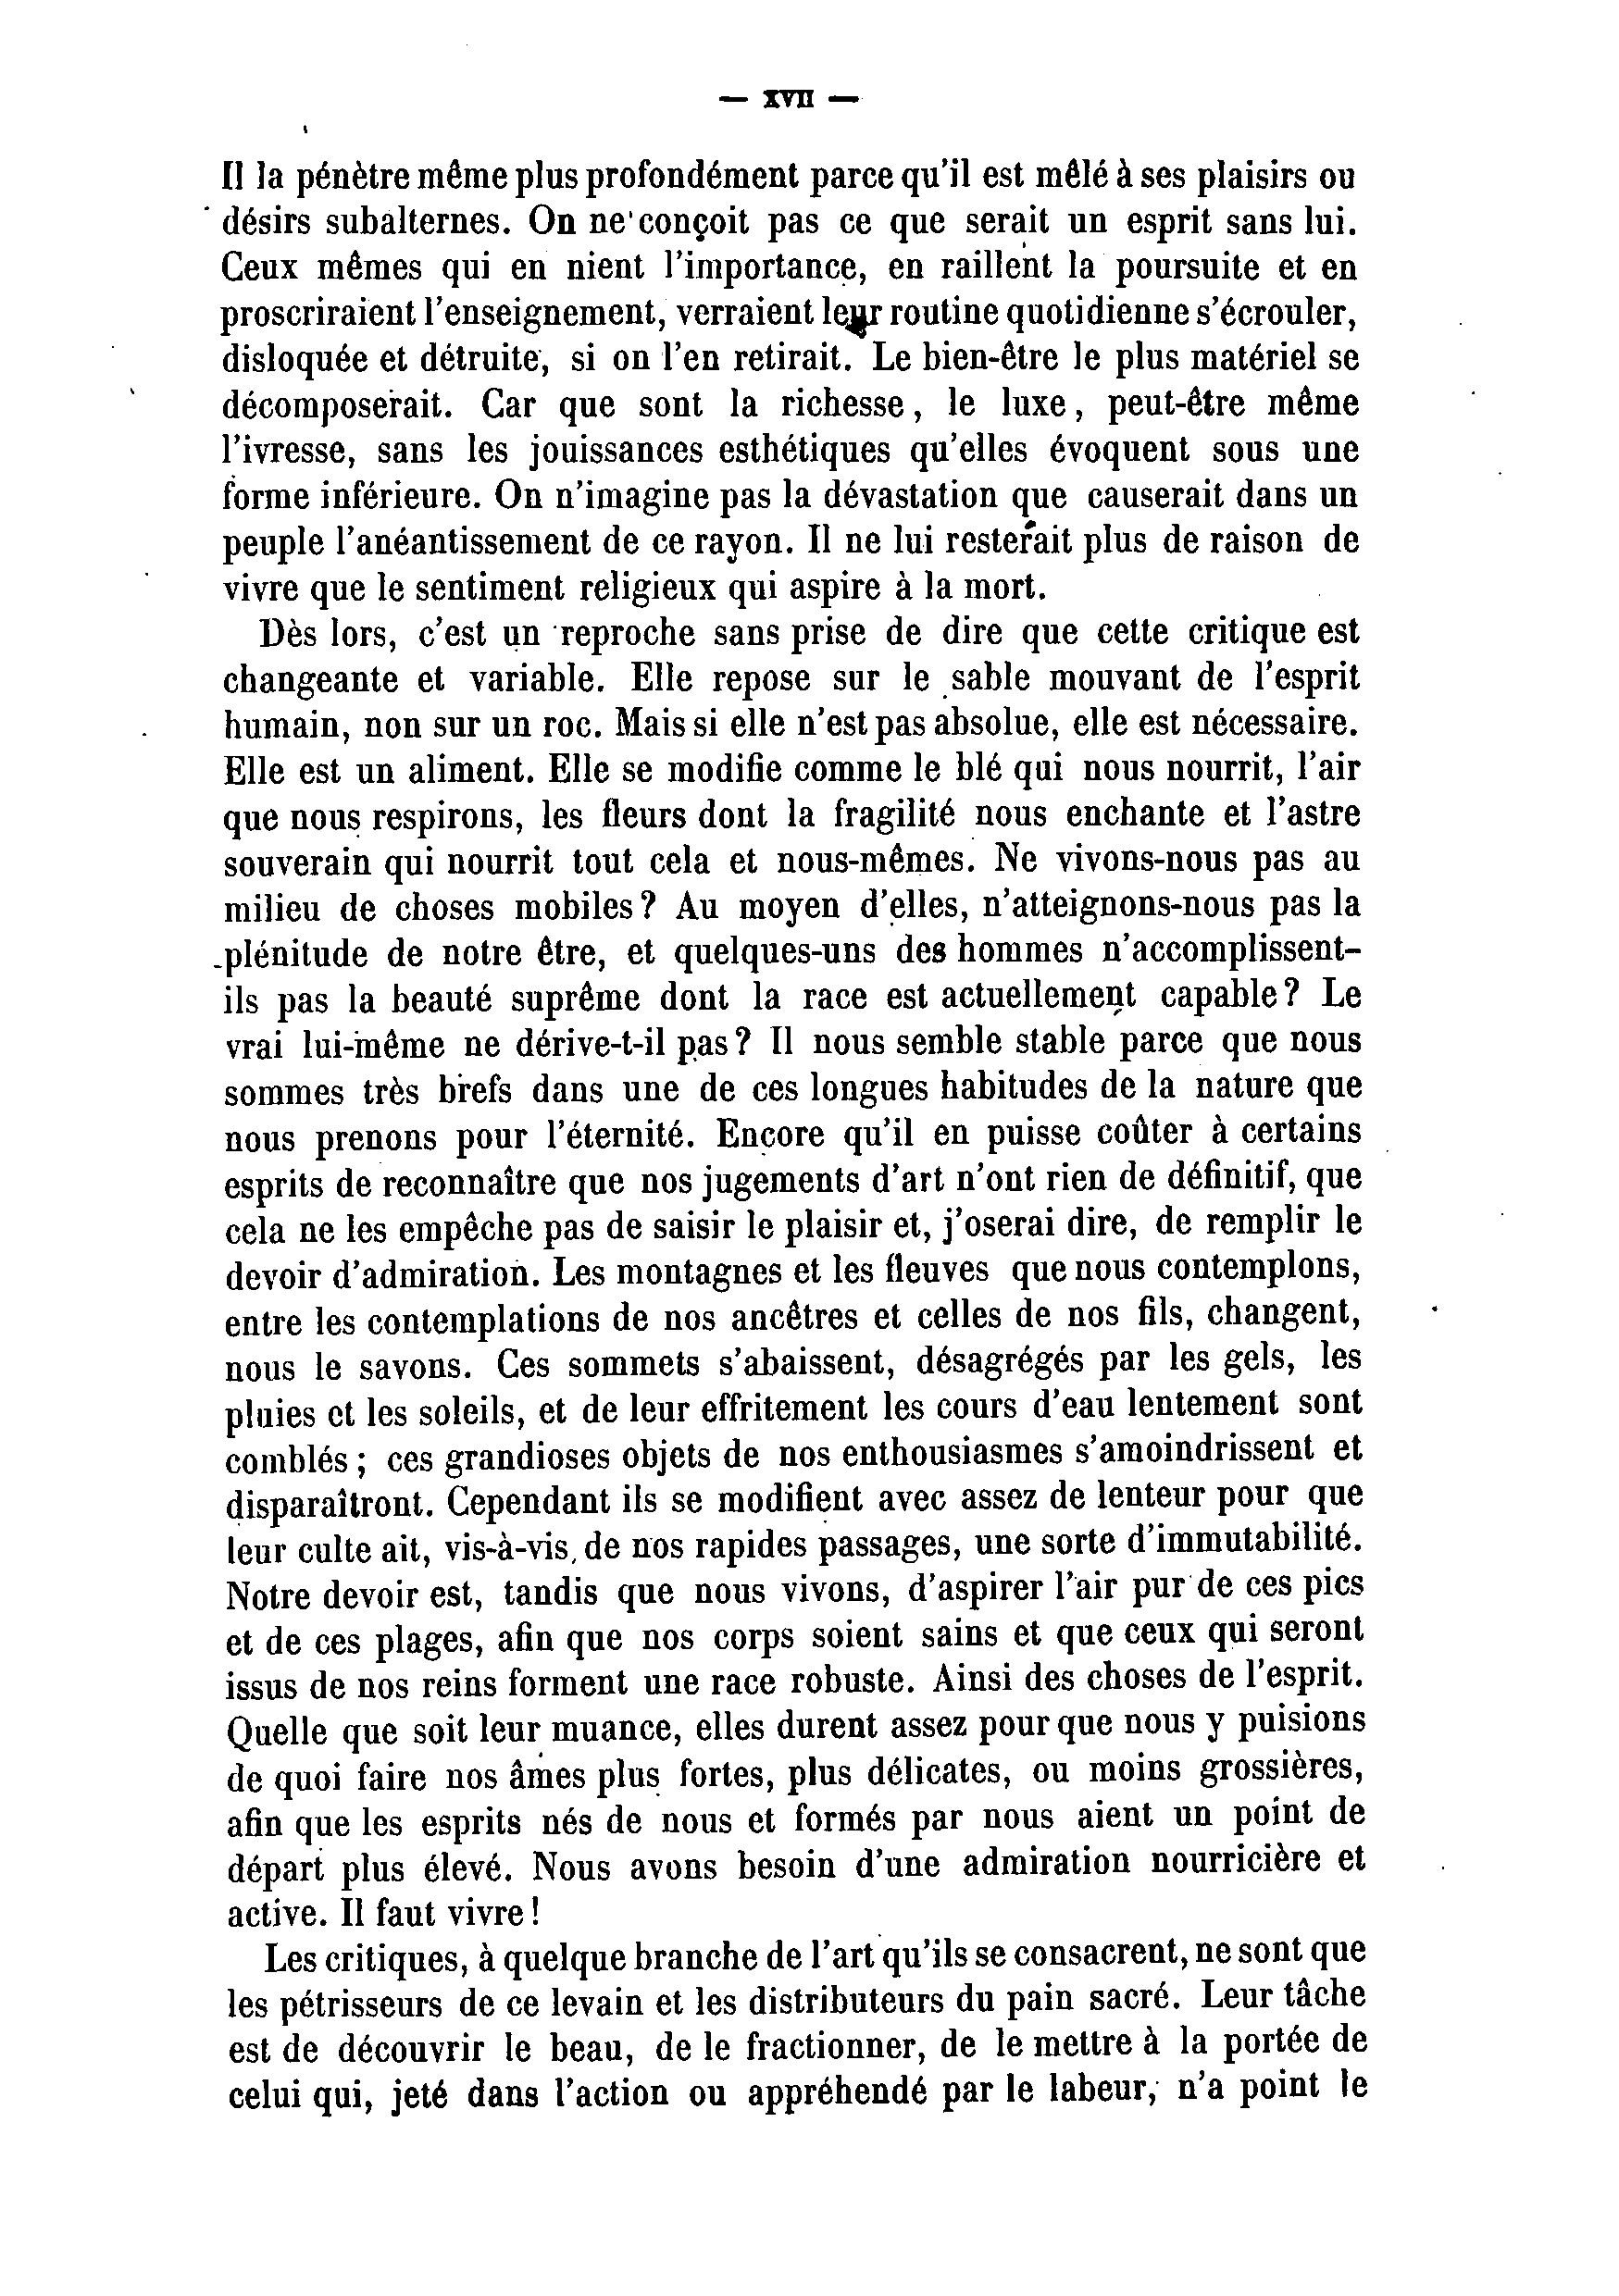 — XVII —
Il la pénètre même plus profondément parce qu'il est mêlé à ses plaisirs ou
désirs subalternes. On ne conçoit pas ce que serait un esprit sans lui.
Ceux mêmes qui en nient l'importance, en raillent la poursuite et en
proscriraient l'enseignement, verraient leur routine quotidienne s'écrouler,
disloquée et détruite, si on l'en retirait. Le bien-être le plus matériel se
décomposerait. Car que sont la richesse, le luxe, peut-être même
l'ivresse, sans les jouissances esthétiques qu'elles évoquent sous une
forme inférieure. On n'imagine pas la dévastation que causerait dans un
peuple l'anéantissement de ce rayon. Il ne lui resterait plus de raison de
vivre que le sentiment religieux qui aspire à la mort.
Dès lors, c'est un reproche sans prise de dire que cette critique est
changeante et variable. Elle repose sur le sable mouvant de l'esprit
humain, non sur un roc. Mais si elle n'est pas absolue, elle est nécessaire.
Elle est un aliment. Elle se modifie comme le blé qui nous nourrit, l'air
que nous respirons, les fleurs dont la fragilité nous enchante et l'astre
souverain qui nourrit tout cela et nous-mêmes. Ne vivons-nous pas au
milieu de choses mobiles? Au moyen d'elles, n'atteignons-nous pas la
plénitude de notre être, et quelques-uns des hommes n'accomplissent-
ils pas la beauté suprême dont la race est actuellement capable? Le
vrai lui-même ne dérive-t-il pas? Il nous semble stable parce que nous
sommes très brefs dans une de ces longues habitudes de la nature que
nous prenons pour l'éternité. Encore qu'il en puisse coûter à certains
esprits de reconnaître que nos jugements d'art n'ont rien de définitif, que
cela ne les empêche pas de saisir le plaisir et, j'oserai dire, de remplir le
devoir d'admiration. Les montagnes et les fleuves que nous contemplons,
entre les contemplations de nos ancêtres et celles de nos fils, changent,
nous le savons. Ces sommets s'abaissent, désagrégés par les gels, les
pluies et les soleils, et de leur effritement les cours d'eau lentement sont
comblés; ces grandioses objets de nos enthousiasmes s'amoindrissent et
disparaîtront. Cependant ils se modifient avec assez de lenteur pour que
leur culte ait, vis-à-vis de nos rapides passages, une sorte d'immutabilité.
Notre devoir est, tandis que nous vivons, d'aspirer l'air pur de ces pics
et de ces plages, afin que nos corps soient sains et que ceux qui seront
issus de nos reins forment une race robuste. Ainsi des choses de l'esprit.
Quelle que soit leur muance, elles durent assez pour que nous y puisions
de quoi faire nos âmes plus fortes, plus délicates, ou moins grossières,
afin que les esprits nés de nous et formés par nous aient un point de
départ plus élevé. Nous avons besoin d'une admiration nourricière et
active. Il faut vivre!
Les critiques, à quelque branche de l'art qu'ils se consacrent, ne sont que
les pétrisseurs de ce levain et les distributeurs du pain sacré. Leur tâche
est de découvrir le beau, de le fractionner, de le mettre à la portée de
celui qui, jeté dans l'action ou appréhendé par le labeur, n'a point le